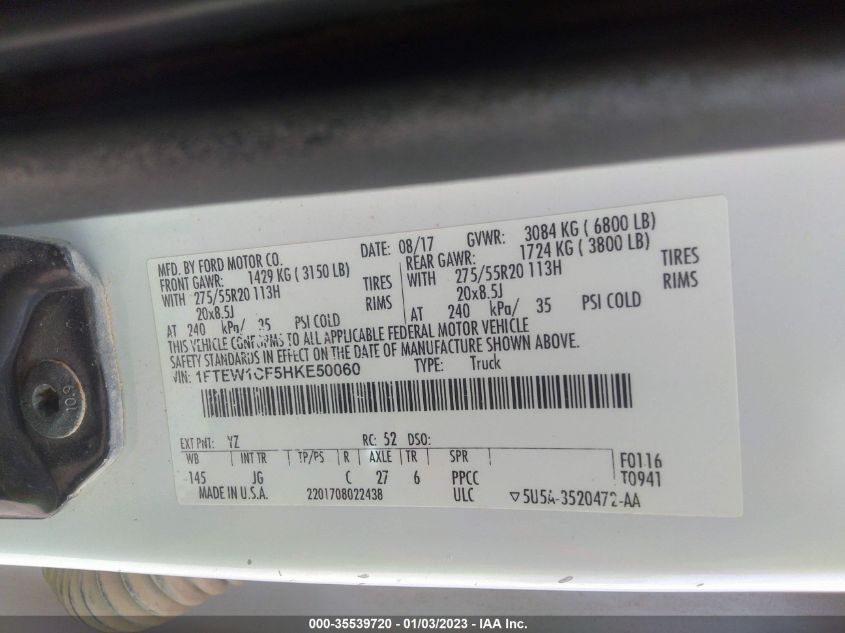 MFD. BY FORD MOTOR CO.
DATE: 08/17
GVWR: 3084 KG ( 6800 LB)
FRONT GAWR: 1429 KG ( 3150 LB)
REAR GAWR: 1724 KG ( 3800 LB)
WITH 275/55R20 113H TIRES
WITH 275/55R20 113H TIRES
20x8.5J RIMS
20x8.5J RIMS
AT 240 kPa/ 35 PSI COLD
AT 240 kPa/ 35 PSI COLD
THIS VEHICLE CONFORMS TO ALL APPLICABLE FEDERAL MOTOR VEHICLE
SAFETY STANDARDS IN EFFECT ON THE DATE OF MANUFACTURE SHOWN ABOVE.
VIN: 1FTEW1CF5HKE50060
TYPE: Truck
EXT PNT: YZ RC: 52 DSO:
WB INT TR TP/PS R AXLE TR SPR
145 JG C 27 6 PPCC
F0116
T0941
MADE IN U.S.A. 2201708022438 ULC ▽5U5A-3520472-AA
10.9
000-35539720 — 01/03/2023 — IAA Inc.